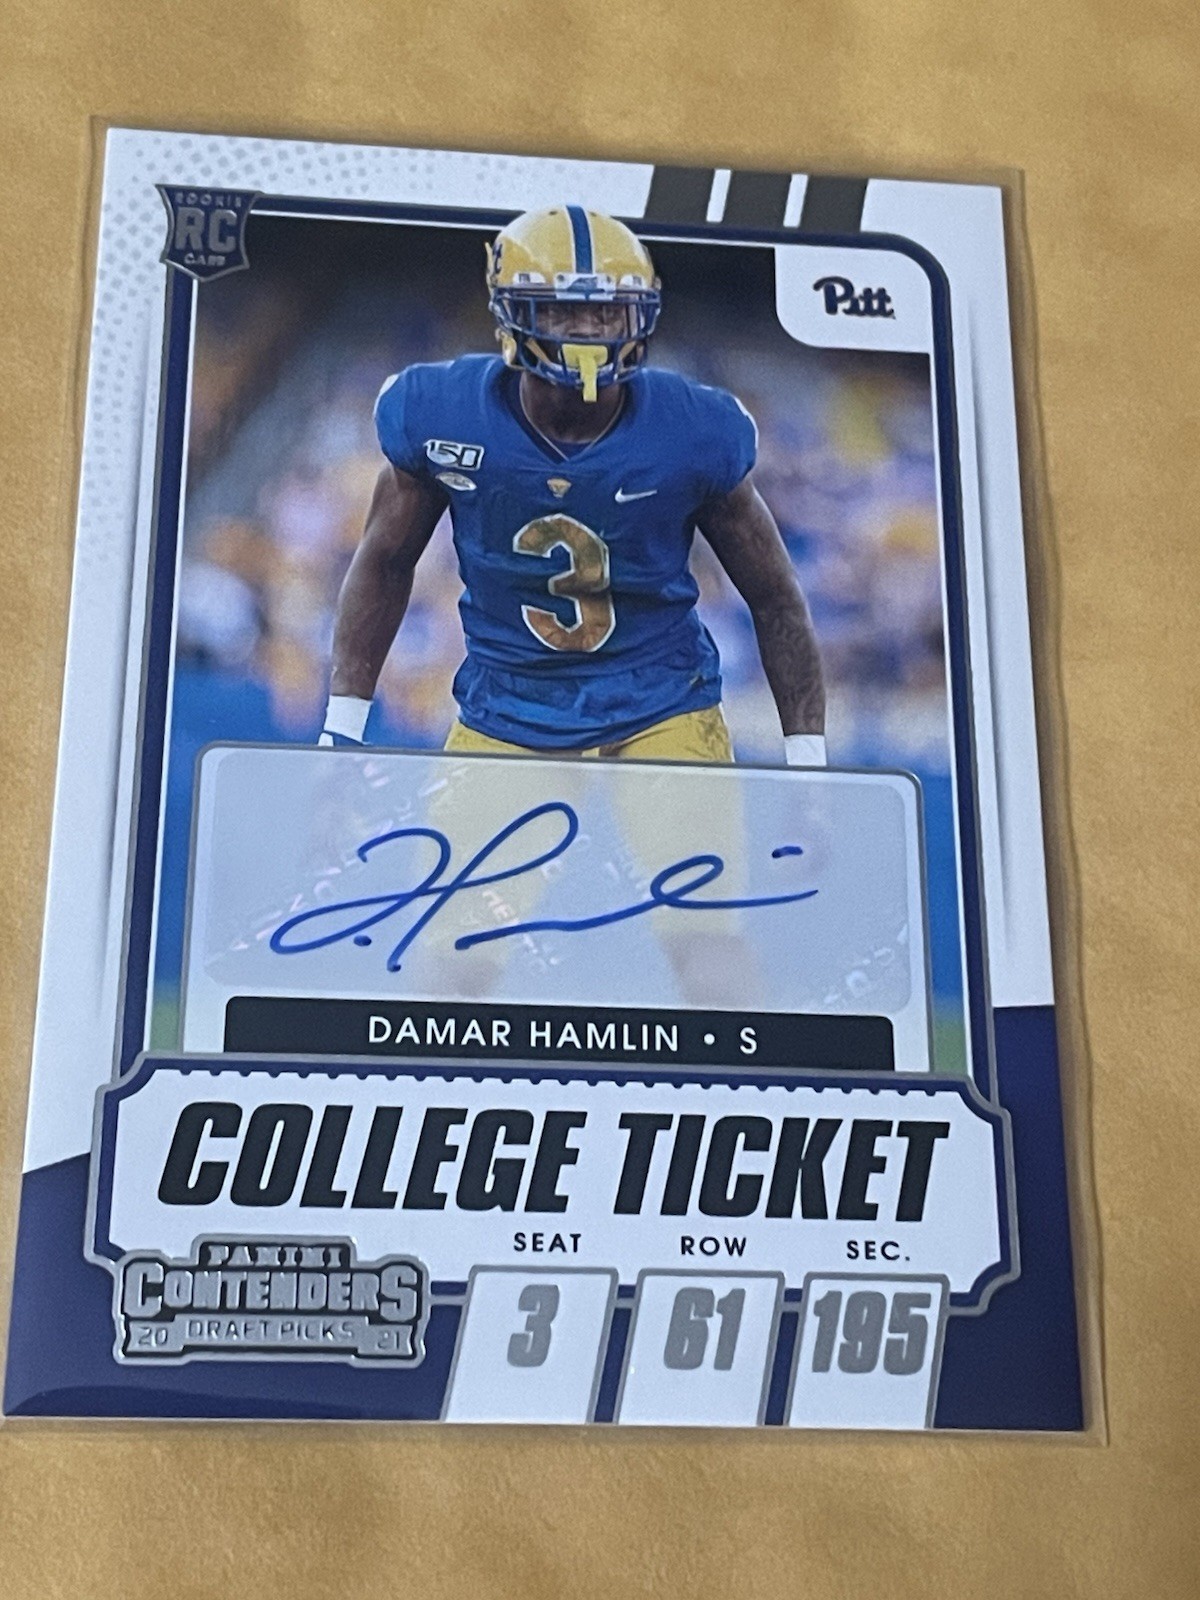 ROOKIE
RC
CARD
Pitt
150
3
DAMAR HAMLIN • S
COLLEGE TICKET
SEAT ROW SEC.
PANINI
CONTENDERS
20 DRAFT PICKS 21
3 61 195